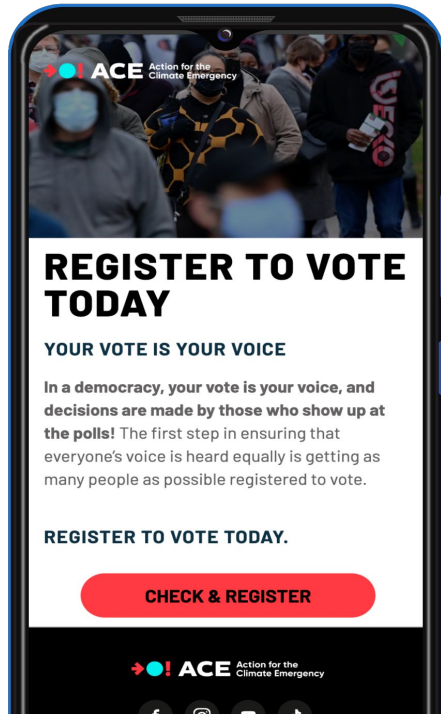 ACE Action for the
Climate Emergency
REGISTER TO VOTE
TODAY
YOUR VOTE IS YOUR VOICE
In a democracy, your vote is your voice, and
decisions are made by those who show up at
the polls! The first step in ensuring that
everyone's voice is heard equally is getting as
many people as possible registered to vote.
REGISTER TO VOTE TODAY.
CHECK & REGISTER
ACE Action for the
Climate Emergency